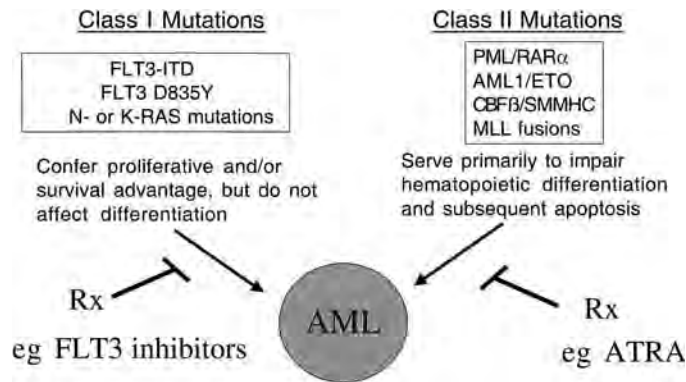 Class I Mutations
FLT3-ITD
FLT3 D835Y
N- or K-RAS mutations
Confer proliferative and/or
survival advantage, but do not
affect differentiation
Class II Mutations
PML/RARα
AML1/ETO
CBFß/SMMHC
MLL fusions
Serve primarily to impair
hematopoietic differentiation
and subsequent apoptosis
Rx
eg FLT3 inhibitors
AML
Rx
eg ATRA